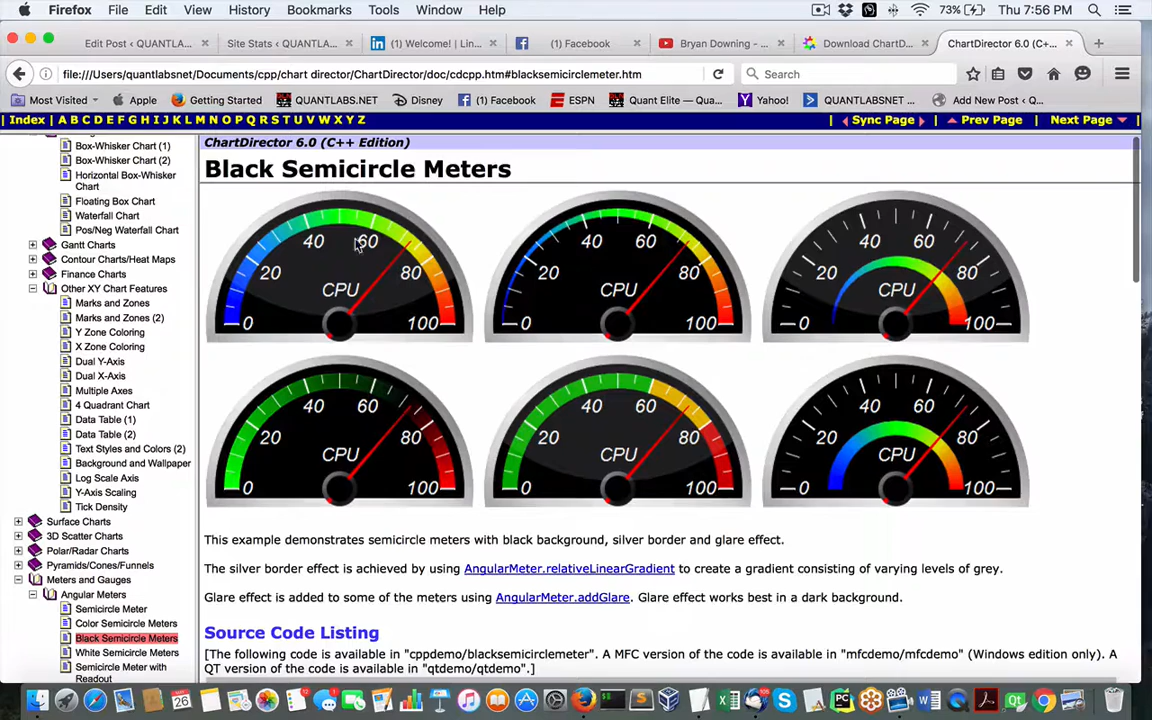 Firefox File Edit View History Bookmarks Tools Window Help 73% Thu 7:56 PM
Edit Post ‹ QUANTLA... × Site Stats ‹ QUANTL... × (1) Welcome! | Lin... × (1) Facebook × Bryan Downing - ... × Download ChartD... × ChartDirector 6.0 (C+... × +
file:///Users/quantlabsnet/Documents/cpp/chart director/ChartDirector/doc/cdcpp.htm#blacksemicirclemeter.htm Search
Most Visited Apple Getting Started QUANTLABS.NET Disney (1) Facebook ESPN Quant Elite — Qua... Yahoo! QUANTLABSNET ... Add New Post ‹ Q...
Index A B C D E F G H I J K L M N O P Q R S T U V W X Y Z Sync Page Prev Page Next Page
ChartDirector 6.0 (C++ Edition)
Black Semicircle Meters
Box-Whisker Chart (1)
Box-Whisker Chart (2)
Horizontal Box-Whisker
Chart
Floating Box Chart
Waterfall Chart
Pos/Neg Waterfall Chart
Gantt Charts
Contour Charts/Heat Maps
Finance Charts
Other XY Chart Features
Marks and Zones
Marks and Zones (2)
Y Zone Coloring
X Zone Coloring
Dual Y-Axis
Dual X-Axis
Multiple Axes
4 Quadrant Chart
Data Table (1)
Data Table (2)
Text Styles and Colors (2)
Background and Wallpaper
Log Scale Axis
Y-Axis Scaling
Tick Density
Surface Charts
3D Scatter Charts
Polar/Radar Charts
Pyramids/Cones/Funnels
Meters and Gauges
Angular Meters
Semicircle Meter
Color Semicircle Meters
Black Semicircle Meters
White Semicircle Meters
Semicircle Meter with
Readout
0 20 40 60 80 100 CPU
0 20 40 60 80 100 CPU
0 20 40 60 80 100 CPU
0 20 40 60 80 100 CPU
0 20 40 60 80 100 CPU
0 20 40 60 80 100 CPU
This example demonstrates semicircle meters with black background, silver border and glare effect.
The silver border effect is achieved by using AngularMeter.relativeLinearGradient to create a gradient consisting of varying levels of grey.
Glare effect is added to some of the meters using AngularMeter.addGlare. Glare effect works best in a dark background.
Source Code Listing
[The following code is available in "cppdemo/blacksemicirclemeter". A MFC version of the code is available in "mfcdemo/mfcdemo" (Windows edition only). A
QT version of the code is available in "qtdemo/qtdemo".]